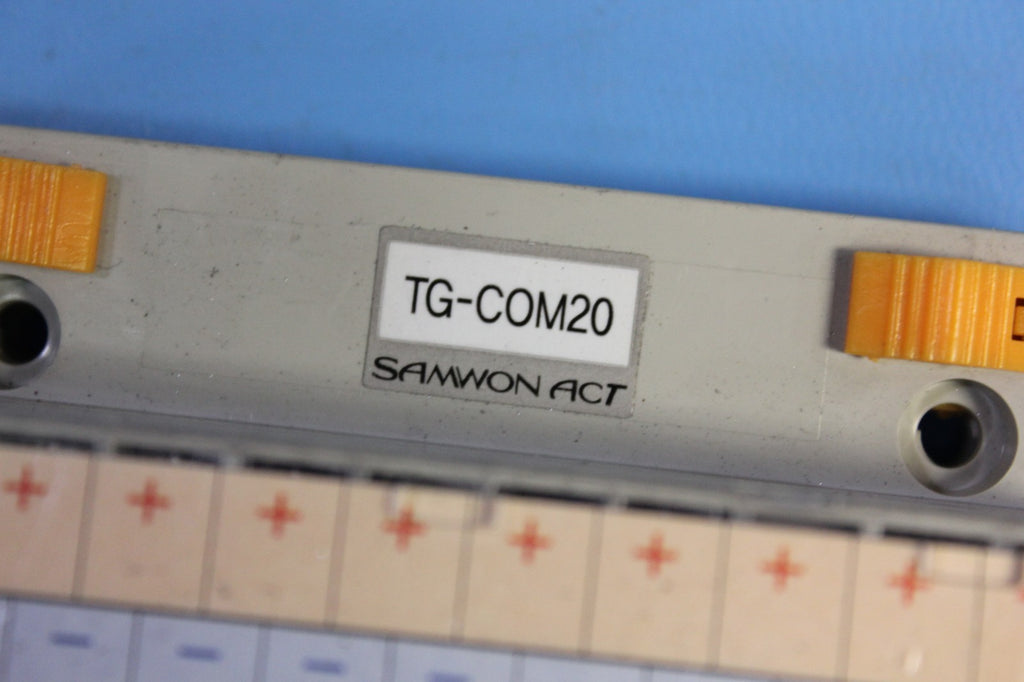 TG-COM20
SAMWON ACT
+ + + + + + + +
- - - -